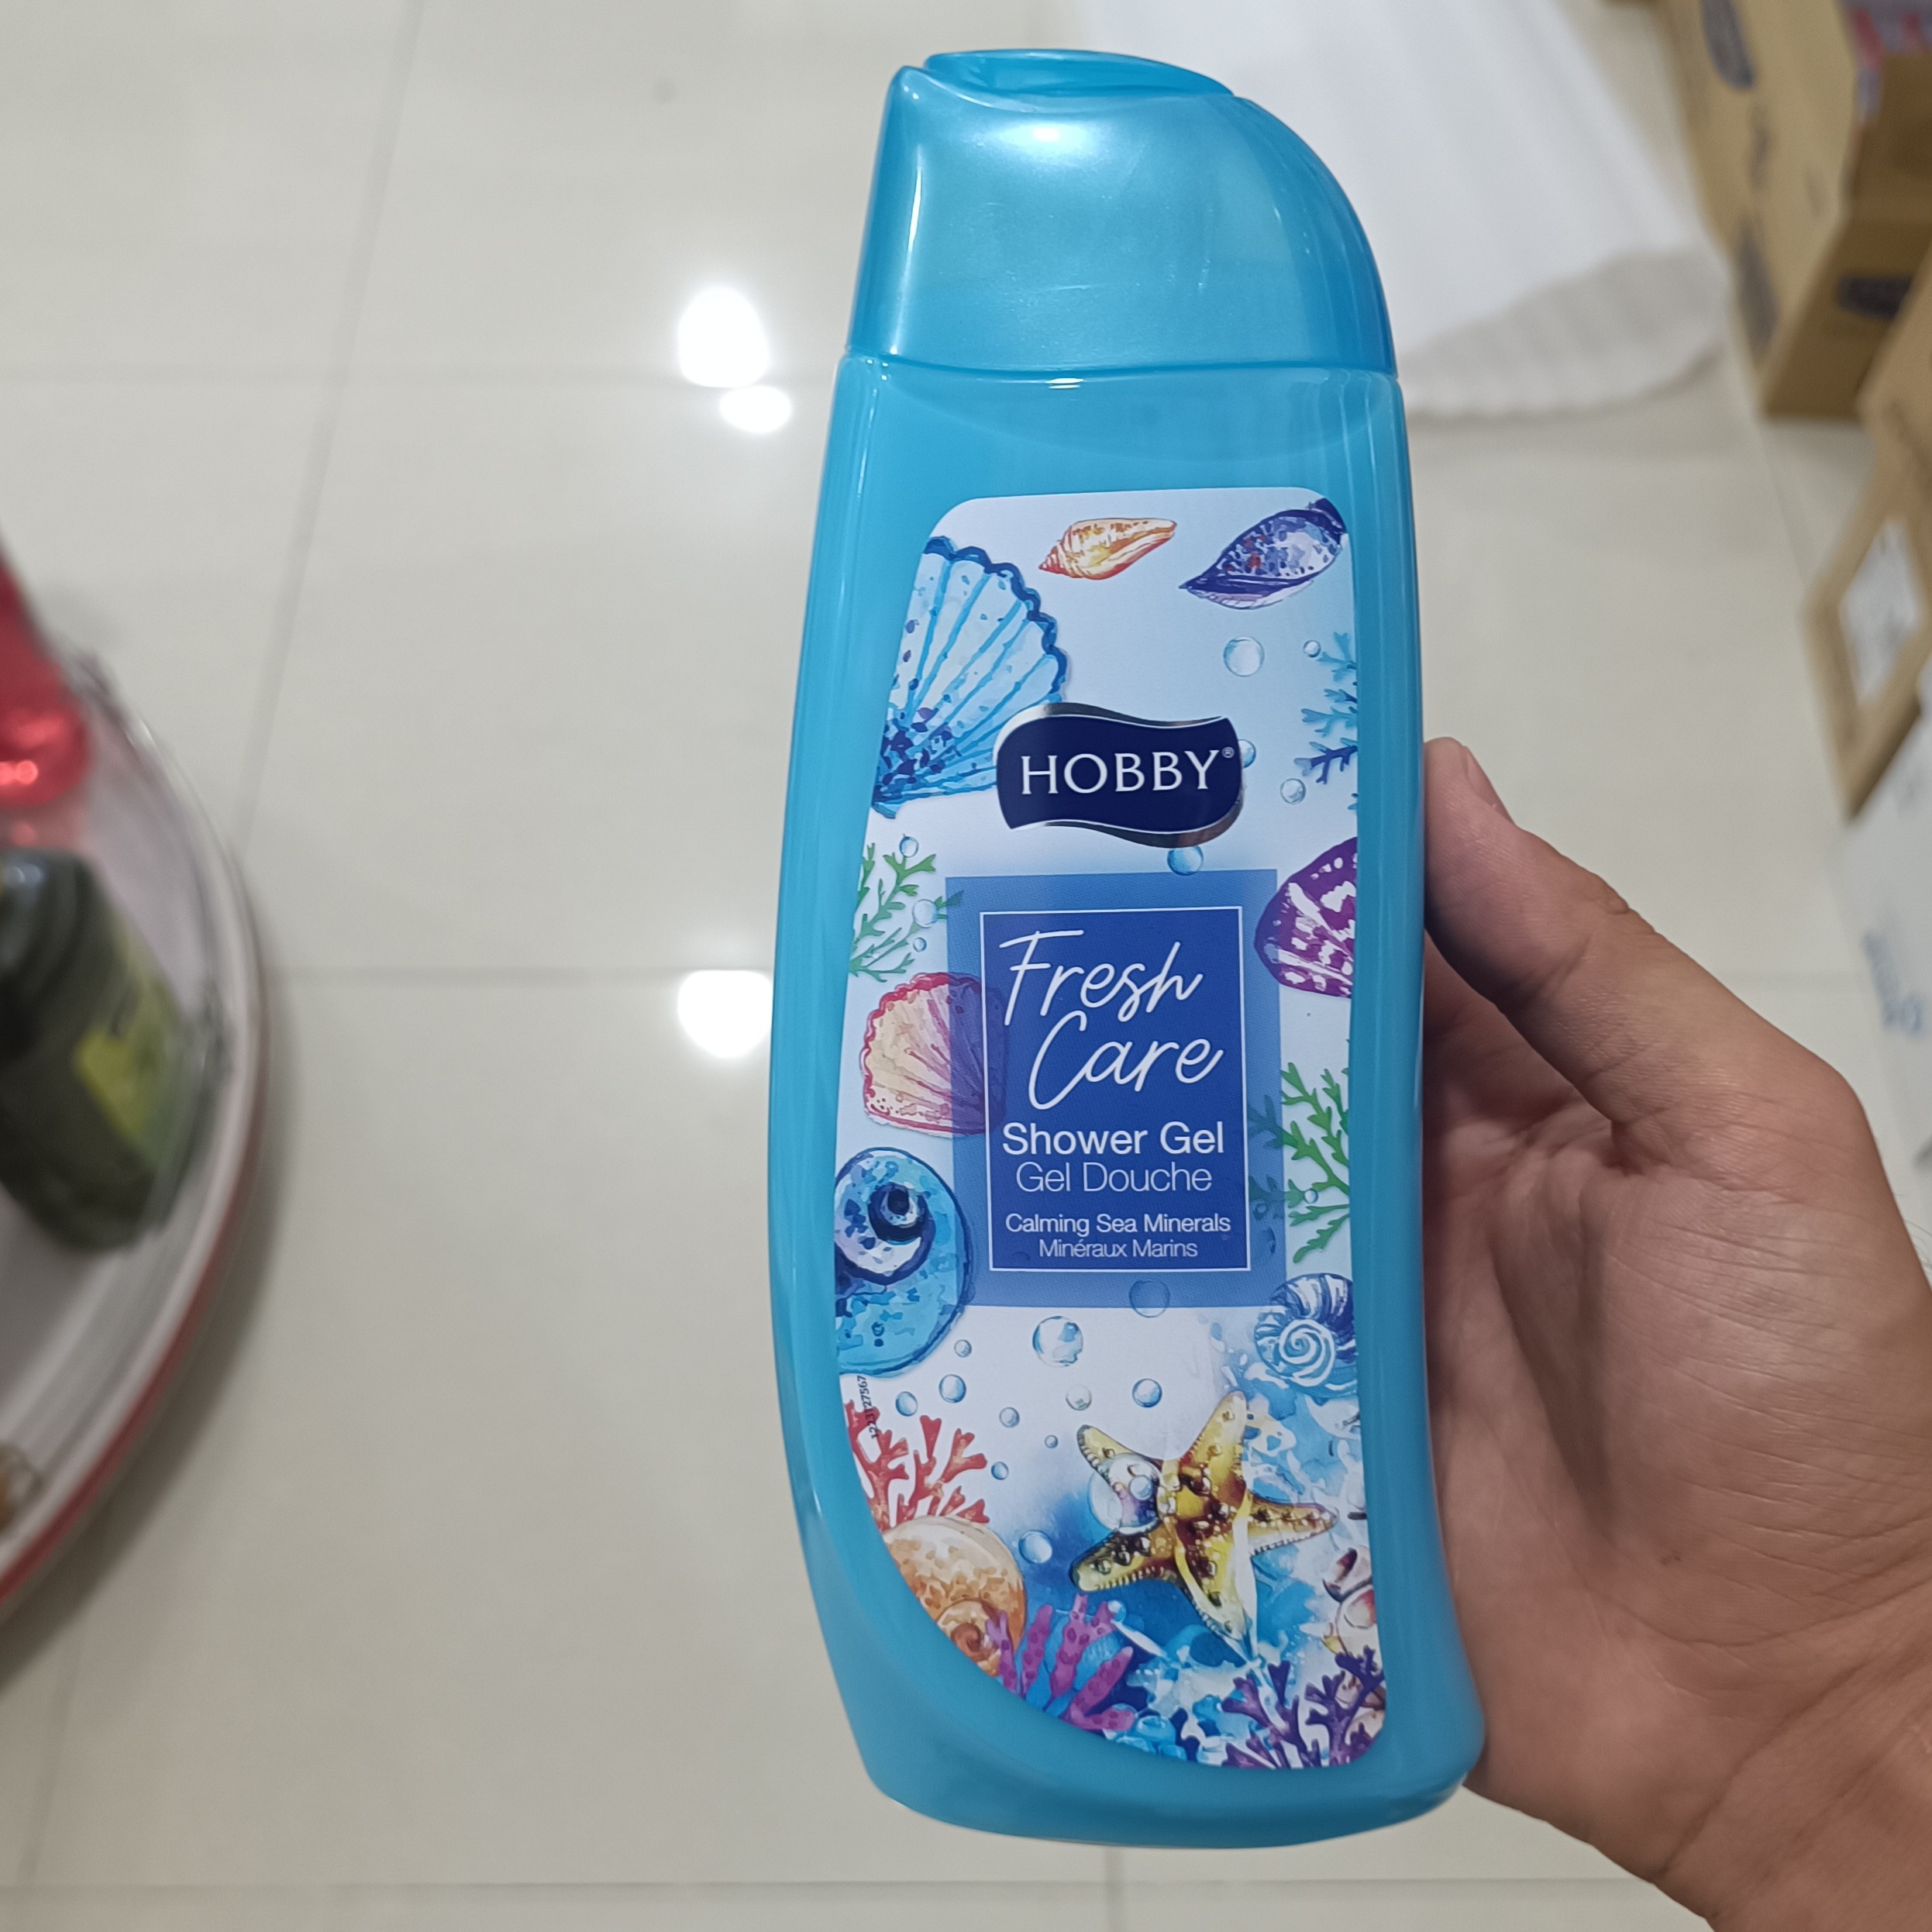 HOBBY®
Fresh
Care
Shower Gel
Gel Douche
Calming Sea Minerals
Minéraux Marins